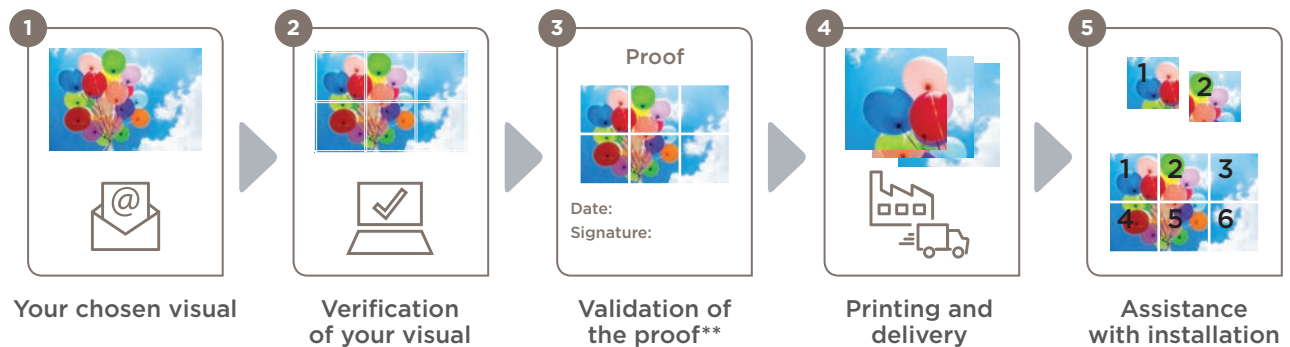 1
2
3
4
5
@
Proof
Date:
Signature:
1
2
1 2 3
4 5 6
Your chosen visual
Verification
of your visual
Validation of
the proof**
Printing and
delivery
Assistance
with installation